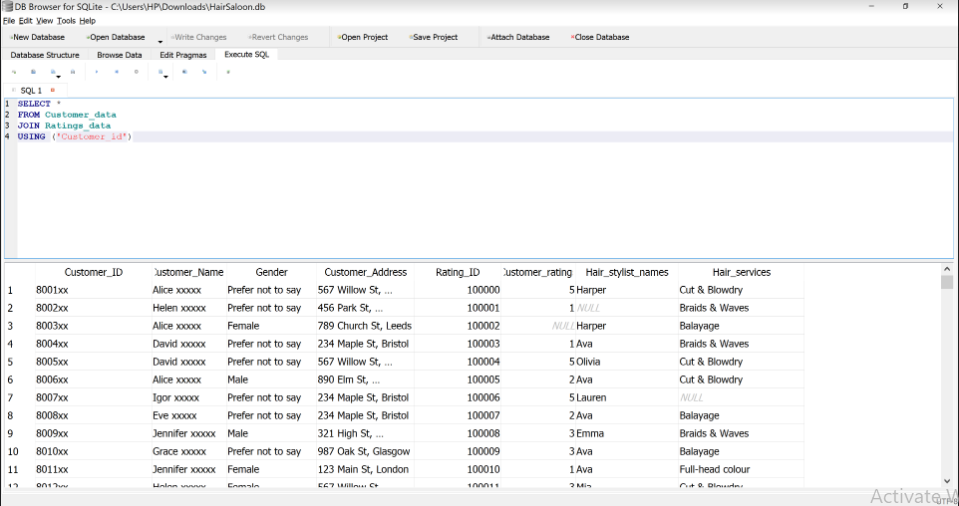 DB Browser for SQLite - C:\Users\HP\Downloads\HairSaloon.db
File Edit View Tools Help
New Database Open Database Write Changes Revert Changes Open Project Save Project Attach Database Close Database
Database Structure Browse Data Edit Pragmas Execute SQL
SQL 1
1 SELECT *
2 FROM Customer_data
3 JOIN Ratings_data
4 USING ("Customer_id")
Customer_ID Customer_Name Gender Customer_Address Rating_ID Customer_rating Hair_stylist_names Hair_services
1 8001xx Alice xxxxx Prefer not to say 567 Willow St, ... 100000 5 Harper Cut & Blowdry
2 8002xx Helen xxxxx Prefer not to say 456 Park St, ... 100001 1 NULL Braids & Waves
3 8003xx Alice xxxxx Female 789 Church St, Leeds 100002 NULL Harper Balayage
4 8004xx David xxxxx Prefer not to say 234 Maple St, Bristol 100003 1 Ava Braids & Waves
5 8005xx David xxxxx Prefer not to say 567 Willow St, ... 100004 5 Olivia Cut & Blowdry
6 8006xx Alice xxxxx Male 890 Elm St, ... 100005 2 Ava Cut & Blowdry
7 8007xx Igor xxxxx Prefer not to say 234 Maple St, Bristol 100006 5 Lauren NULL
8 8008xx Eve xxxxx Prefer not to say 234 Maple St, Bristol 100007 2 Ava Balayage
9 8009xx Jennifer xxxxx Male 321 High St, ... 100008 3 Emma Braids & Waves
10 8010xx Grace xxxxx Prefer not to say 987 Oak St, Glasgow 100009 3 Ava Balayage
11 8011xx Jennifer xxxxx Female 123 Main St, London 100010 1 Ava Full-head colour
12 8012xx Helen xxxxx Female 567 Willow St, 100011 3 Mia Cut & Blowdry
Activate W
UTF-8